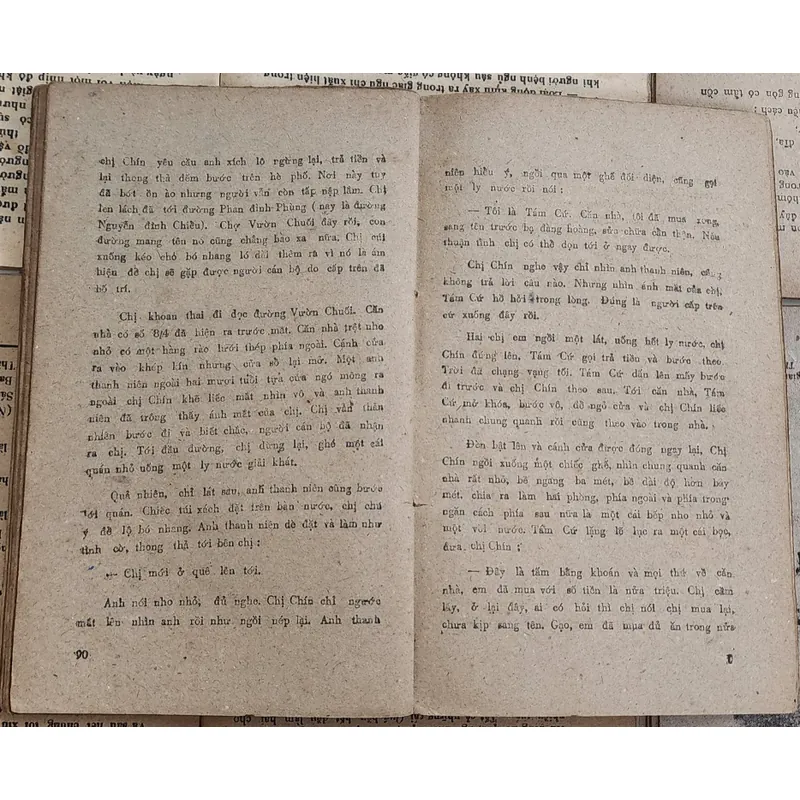 chị Chín yêu cầu anh xích lô ngừng lại, trả tiền và
lại thong thả đếm bước trên hè phố. Nơi này tuy
đã bớt ồn ào nhưng người vẫn còn tấp nập lắm. Chị
len lách đã tới đường Phan đình-Phùng ( nay là đường
Nguyễn đình Chiểu). Chợ Vườn Chuối đây rồi, con
đường mang tên nó cũng chẳng bao xa nữa. Chị cúi
xuống kéo chó bó nhang ló dài thêm ra vì nó là ám
hiệu để chị sẽ gặp được người cán bộ do cấp trên đã
bố trí.
Chị khoan thai đi dọc đường Vườn Chuối. Căn
nhà có số 8/4 đã hiện ra trước mắt. Căn nhà trệt nho
nhỏ có một hàng rào lưới thép phía ngoài. Cánh cửa
ra vào khép kín nhưng cửa sổ lại mở. Một anh
thanh niên ngoài hai mươi tuổi tựa cửa ngó mông ra
ngoài chị Chín khẽ liếc mắt nhìn vô và anh thanh
niên đã trông thấy ánh mắt của chị. Chị vẫn thản
nhiên bước đi và biết chắc, người cán bộ đã nhận
ra chị. Tới đầu đường, chị dừng lại, ghé một cái
quán nhỏ uống một ly nước giải khát.
Quả nhiên, chỉ lát sau, anh thanh niên cũng bước
tới quán. Chiếc túi xách đặt trên bàn nước, chị chú
ý để lộ bó nhang. Anh thanh niên dè dặt và làm như
tình cờ, thong thả tới bên chị :
— Chị mới ở quê lên tới.
Anh nói nho nhỏ, đủ nghe. Chị Chín chỉ ngước
mắt lên nhìn anh rồi như ngồi nép lại. Anh thanh
90
niên hiểu ý, ngồi qua một ghế đối diện, cũng gọi
một ly nước rồi nói :
— Tôi là Tám Cứ. Căn nhà, tôi đã mua xong,
sang tên trước bạ đàng hoàng, sửa chữa cẩn thận. Nếu
thuận tình chị có thể dọn tới ở ngay được.
Chị Chín nghe vậy chỉ nhìn anh thanh niên, cũng
không trả lời câu nào. Nhưng nhìn ánh mắt của chị,
Tám Cứ hồ hởi trong lòng. Đúng là người cấp trên
cử xuống đây rồi.
Hai chị em ngồi một lát, uống hết ly nước, chị
Chín đứng lên, Tám Cứ gọi trả tiền và bước theo.
Trời đã chạng vạng tối. Tám Cứ dấn lên mấy bước
đi trước và chị Chín theo sau. Tới căn nhà, Tám
Cứ mở khóa, bước vô, để ngỏ cửa và chị Chín liếc
nhanh chung quanh rồi cũng theo vào trong nhà.
Đèn bật lên và cánh cửa được đóng ngay lại, Chị
Chín ngồi xuống một chiếc ghế, nhìn chung quanh căn
nhà rất nhỏ, bề ngang ba mét, bề dài độ hơn bảy
mét, chia ra làm hai phòng, phía ngoài và phía trong
ngăn cách phía sau nữa là một cái bếp nho nhỏ và
một vòi nước. Tám Cứ lặng lẽ lục ra một cái bọc,
đưa chị Chín :
— Đây là tấm bằng khoán và mọi thứ về căn
nhà, em đã mua với số tiền là nửa triệu. Chị cầm
lấy, ở lại đây, ai có hỏi thì chị nói chị mua lại,
chưa kịp sang tên. Gạo, em đã mua đủ ăn trong nửa